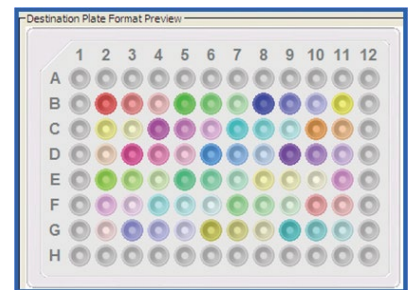 Destination Plate Format Preview
1 2 3 4 5 6 7 8 9 10 11 12
A
B
C
D
E
F
G
H